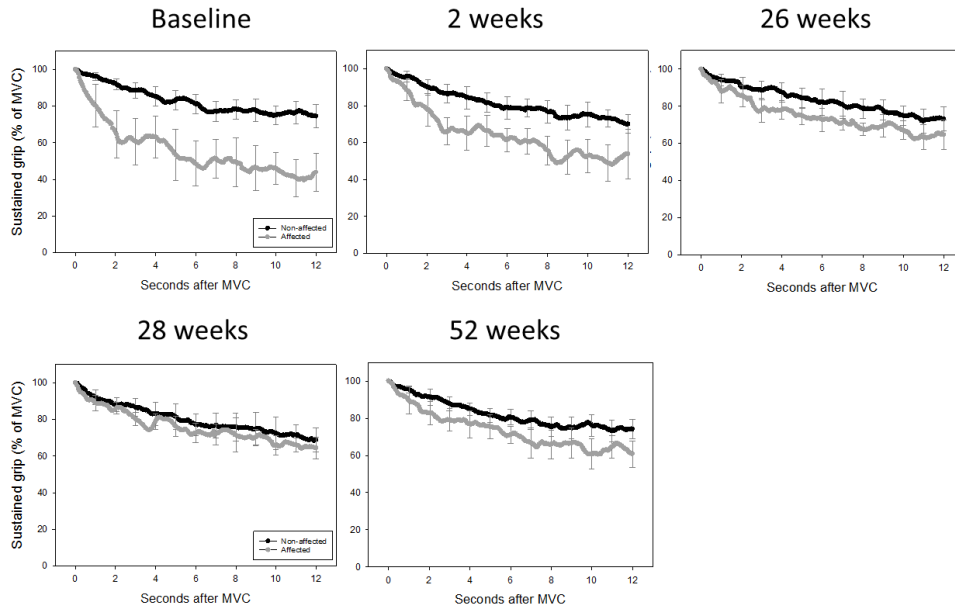 Baseline
2 weeks
26 weeks
Sustained grip (% of MVC)
100
80
60
40
20
0
Non-affected
Affected
0 2 4 6 8 10 12
Seconds after MVC
100
80
60
40
20
0
0 2 4 6 8 10 12
Seconds after MVC
100
80
60
40
20
0
0 2 4 6 8 10 12
Seconds after MVC
28 weeks
52 weeks
Sustained grip (% of MVC)
100
80
60
40
20
0
Non-affected
Affected
0 2 4 6 8 10 12
Seconds after MVC
100
80
60
40
20
0
0 2 4 6 8 10 12
Seconds after MVC